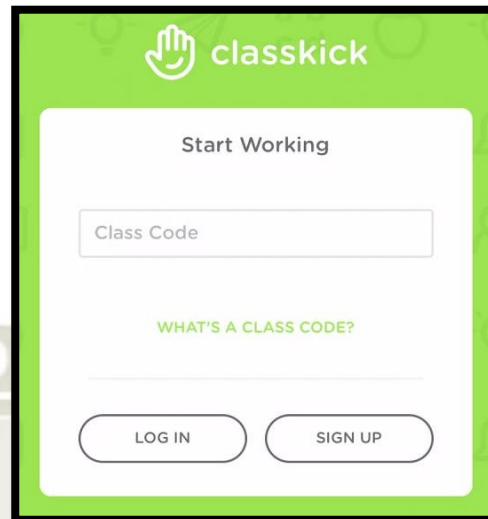 classkick
Start Working
Class Code
WHAT'S A CLASS CODE?
LOG IN
SIGN UP